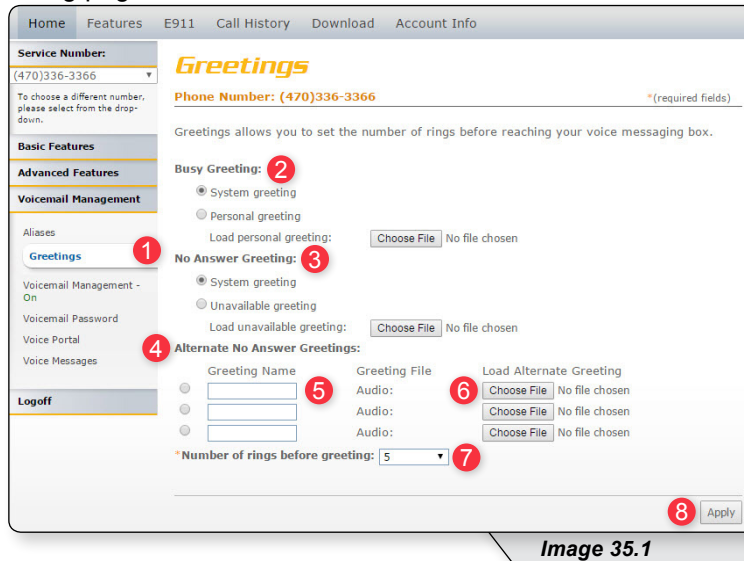 Home Features E911 Call History Download Account Info
Service Number:
(470)336-3366
To choose a different number,
please select from the drop-
down.
Basic Features
Advanced Features
Voicemail Management
Aliases
Greetings 1
Voicemail Management -
On
Voicemail Password
Voice Portal
Voice Messages
Logoff
Greetings
Phone Number: (470)336-3366 *(required fields)
Greetings allows you to set the number of rings before reaching your voice messaging box.
Busy Greeting: 2
System greeting
Personal greeting
Load personal greeting: Choose File No file chosen
No Answer Greeting: 3
System greeting
Unavailable greeting
Load unavailable greeting: Choose File No file chosen
4 Alternate No Answer Greetings:
Greeting Name Greeting File Load Alternate Greeting
5 Audio: 6 Choose File No file chosen
Audio: Choose File No file chosen
Audio: Choose File No file chosen
*Number of rings before greeting: 5 7
8 Apply
Image 35.1